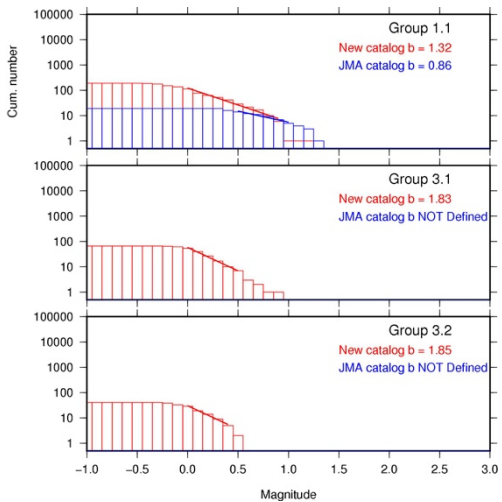 Group 1.1
New catalog b = 1.32
JMA catalog b = 0.86
Cum. number
100000
10000
1000
100
10
1
Group 3.1
New catalog b = 1.83
JMA catalog b NOT Defined
100000
10000
1000
100
10
1
Group 3.2
New catalog b = 1.85
JMA catalog b NOT Defined
100000
10000
1000
100
10
1
−1.0 −0.5 0.0 0.5 1.0 1.5 2.0 2.5 3.0
Magnitude